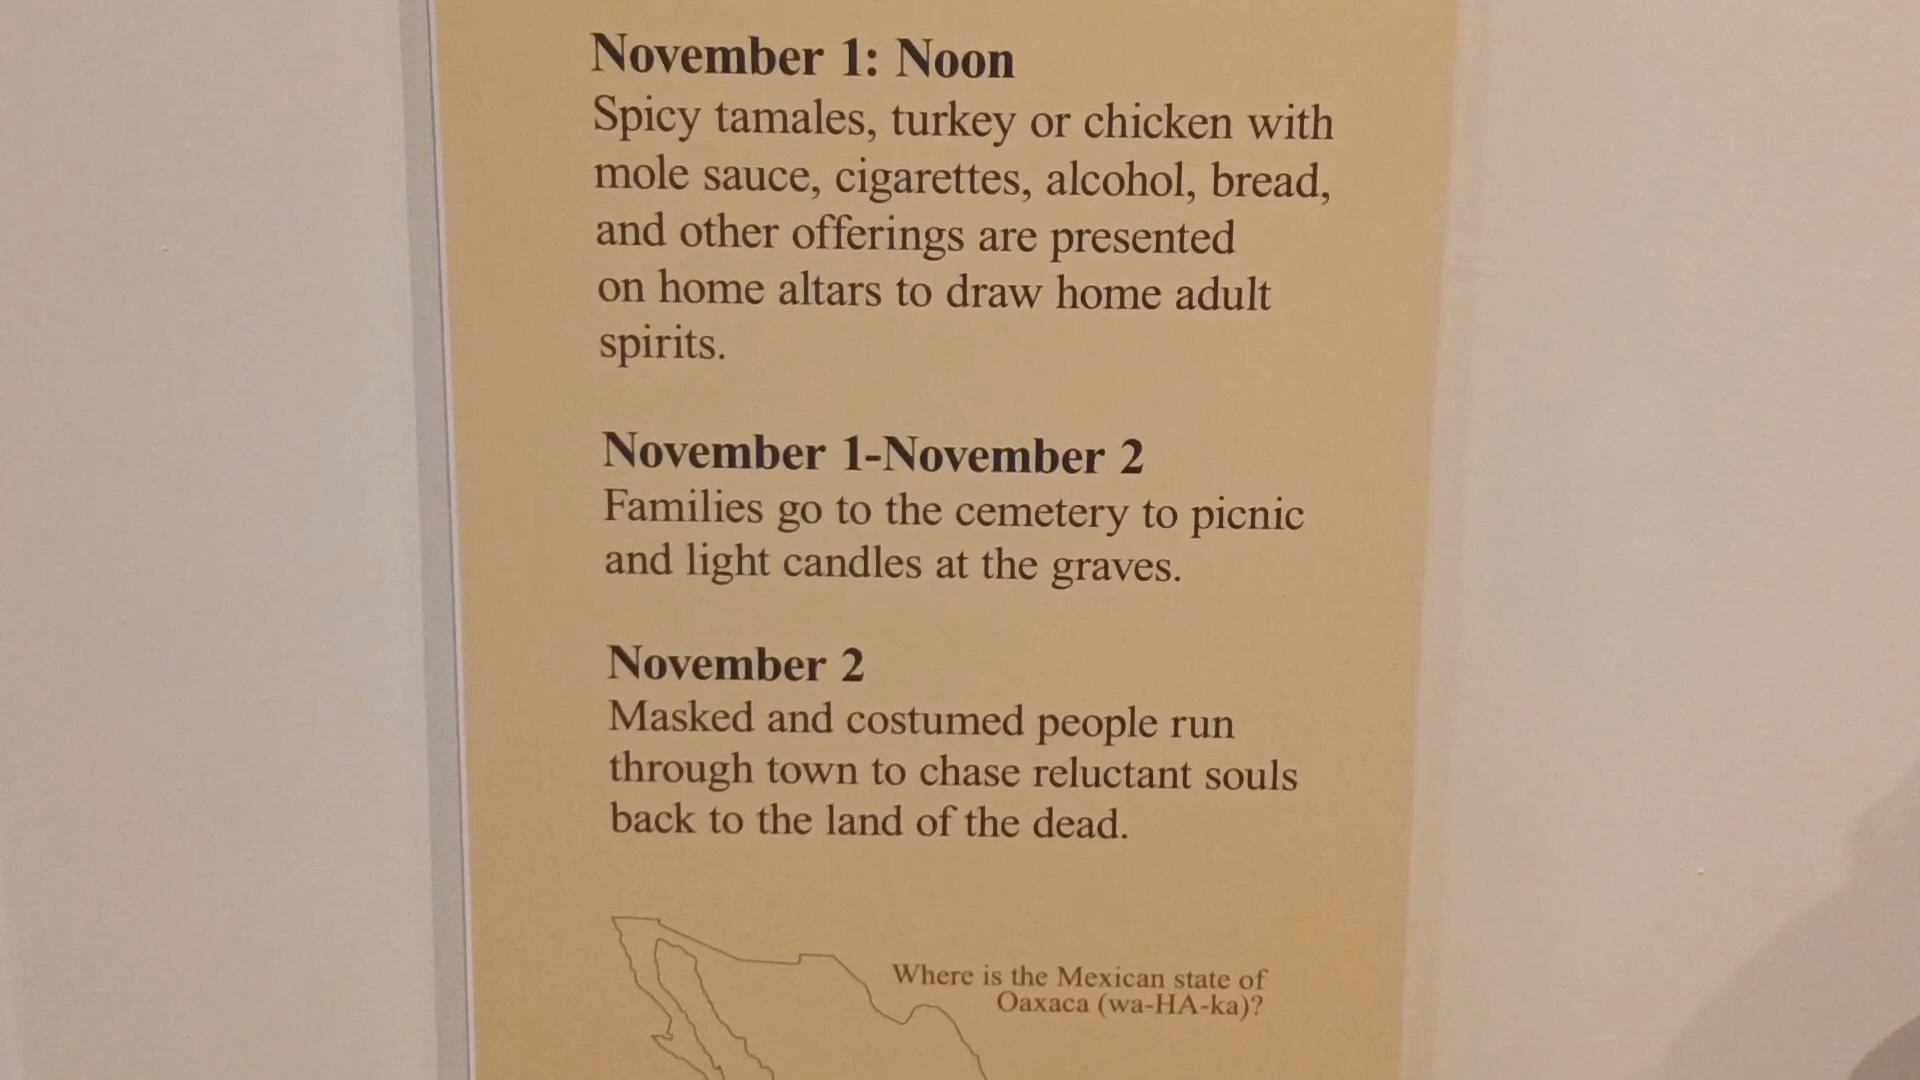 November 1: Noon
Spicy tamales, turkey or chicken with
mole sauce, cigarettes, alcohol, bread,
and other offerings are presented
on home altars to draw home adult
spirits.
November 1-November 2
Families go to the cemetery to picnic
and light candles at the graves.
November 2
Masked and costumed people run
through town to chase reluctant souls
back to the land of the dead.
Where is the Mexican state of
Oaxaca (wa-HA-ka)?